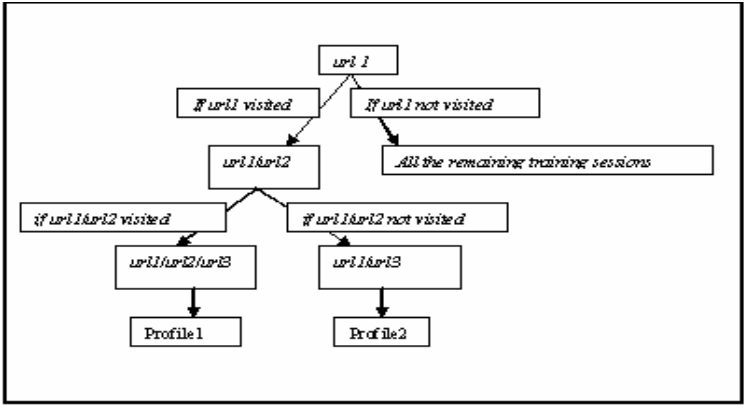 url 1
If url1 visited
If url1 not visited
url1/url2
All the remaining training sessions
if url1/url2 visited
if url1/url2 not visited
url1/url2/url3
url1/url3
Profile1
Profile2